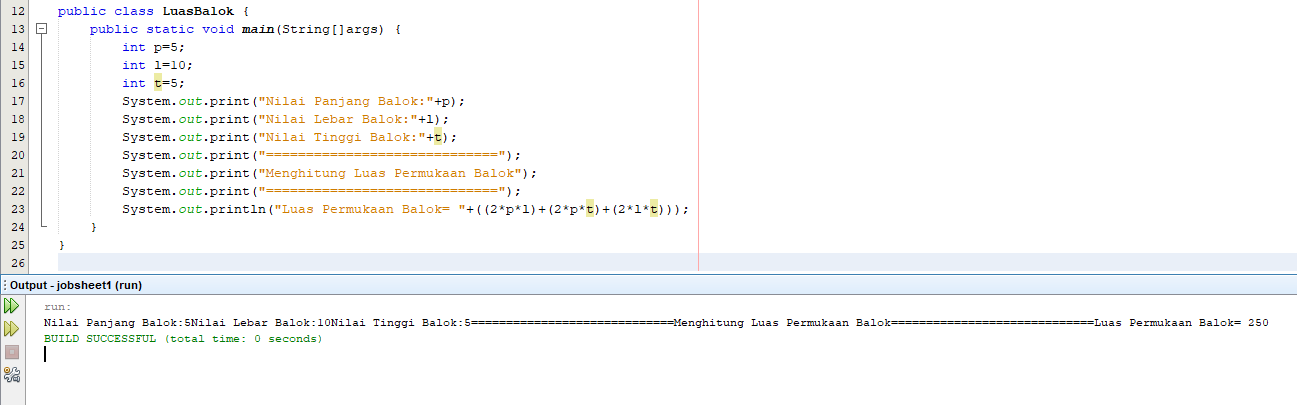 12 public class LuasBalok {
13 public static void main(String[]args) {
14 int p=5;
15 int l=10;
16 int t=5;
17 System.out.print("Nilai Panjang Balok:"+p);
18 System.out.print("Nilai Lebar Balok:"+l);
19 System.out.print("Nilai Tinggi Balok:"+t);
20 System.out.print("=============================");
21 System.out.print("Menghitung Luas Permukaan Balok");
22 System.out.print("=============================");
23 System.out.println("Luas Permukaan Balok= "+((2*p*l)+(2*p*t)+(2*l*t)));
24 }
25 }
26
Output - jobsheet1 (run)
run:
Nilai Panjang Balok:5Nilai Lebar Balok:10Nilai Tinggi Balok:5=============================Menghitung Luas Permukaan Balok=============================Luas Permukaan Balok= 250
BUILD SUCCESSFUL (total time: 0 seconds)